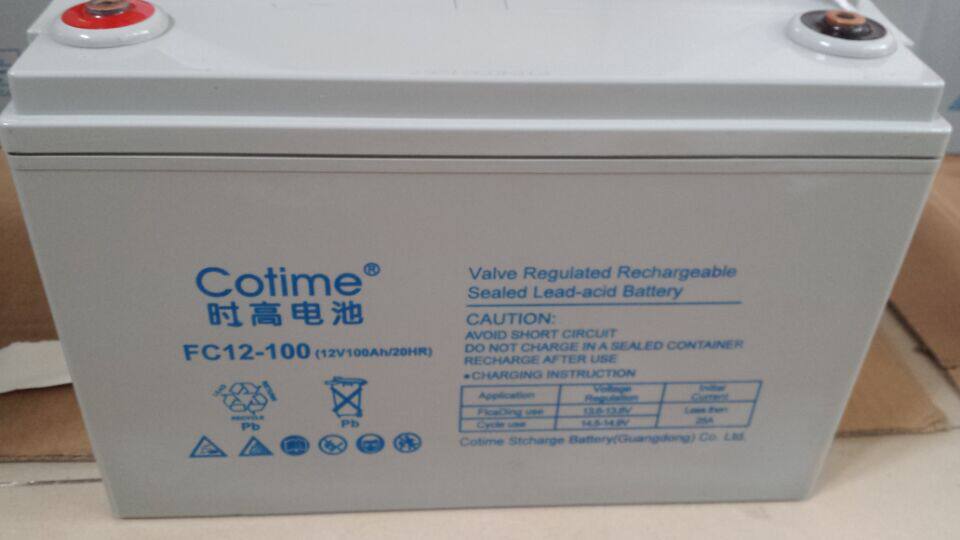 Cotime®
时高电池
FC12-100 (12V100Ah/20HR)
RECYCLE
Pb
Pb
Valve Regulated Rechargeable
Sealed Lead-acid Battery
CAUTION:
AVOID SHORT CIRCUIT
DO NOT CHARGE IN A SEALED CONTAINER
RECHARGE AFTER USE
●CHARGING INSTRUCTION
Application Voltage Regulation Initial Current
use 13.6-13.8V Less then
Cycle use 14.5-14.9V 25A
Cotime Stcharge Battery(Guangdong) Co. Ltd.